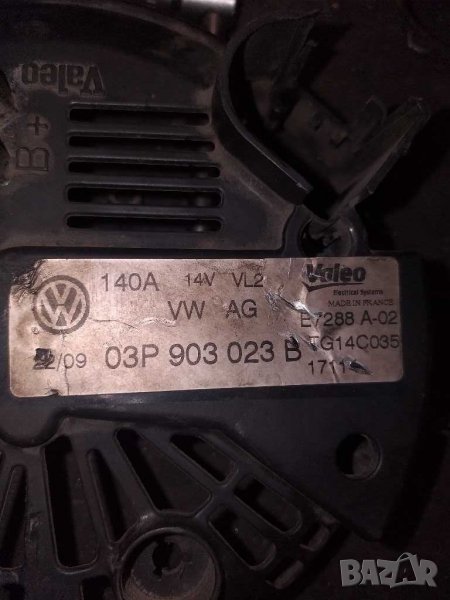 Valeo
B+
140A 14V VL2 Valeo
Electrical Systems
VW AG MADE IN FRANCE
E7288 A-02
22/09 03P 903 023 B TG14C035
1711
BAZAR